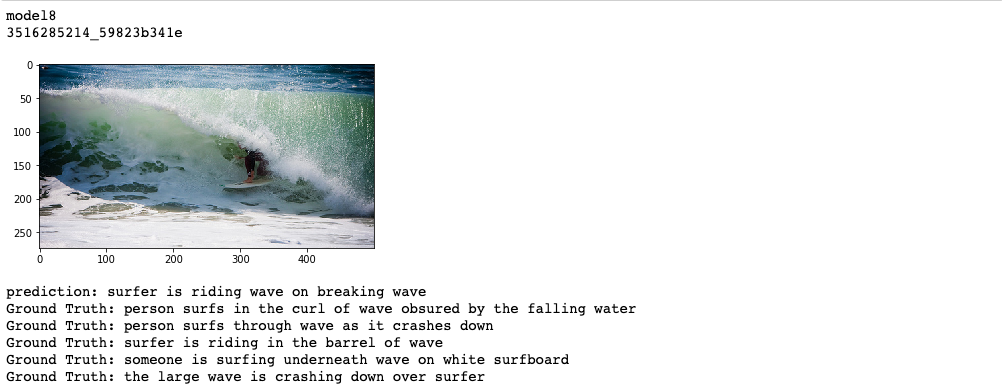 model8
3516285214_59823b341e
0
50
100
150
200
250
0 100 200 300 400
prediction: surfer is riding wave on breaking wave
Ground Truth: person surfs in the curl of wave obsured by the falling water
Ground Truth: person surfs through wave as it crashes down
Ground Truth: surfer is riding in the barrel of wave
Ground Truth: someone is surfing underneath wave on white surfboard
Ground Truth: the large wave is crashing down over surfer